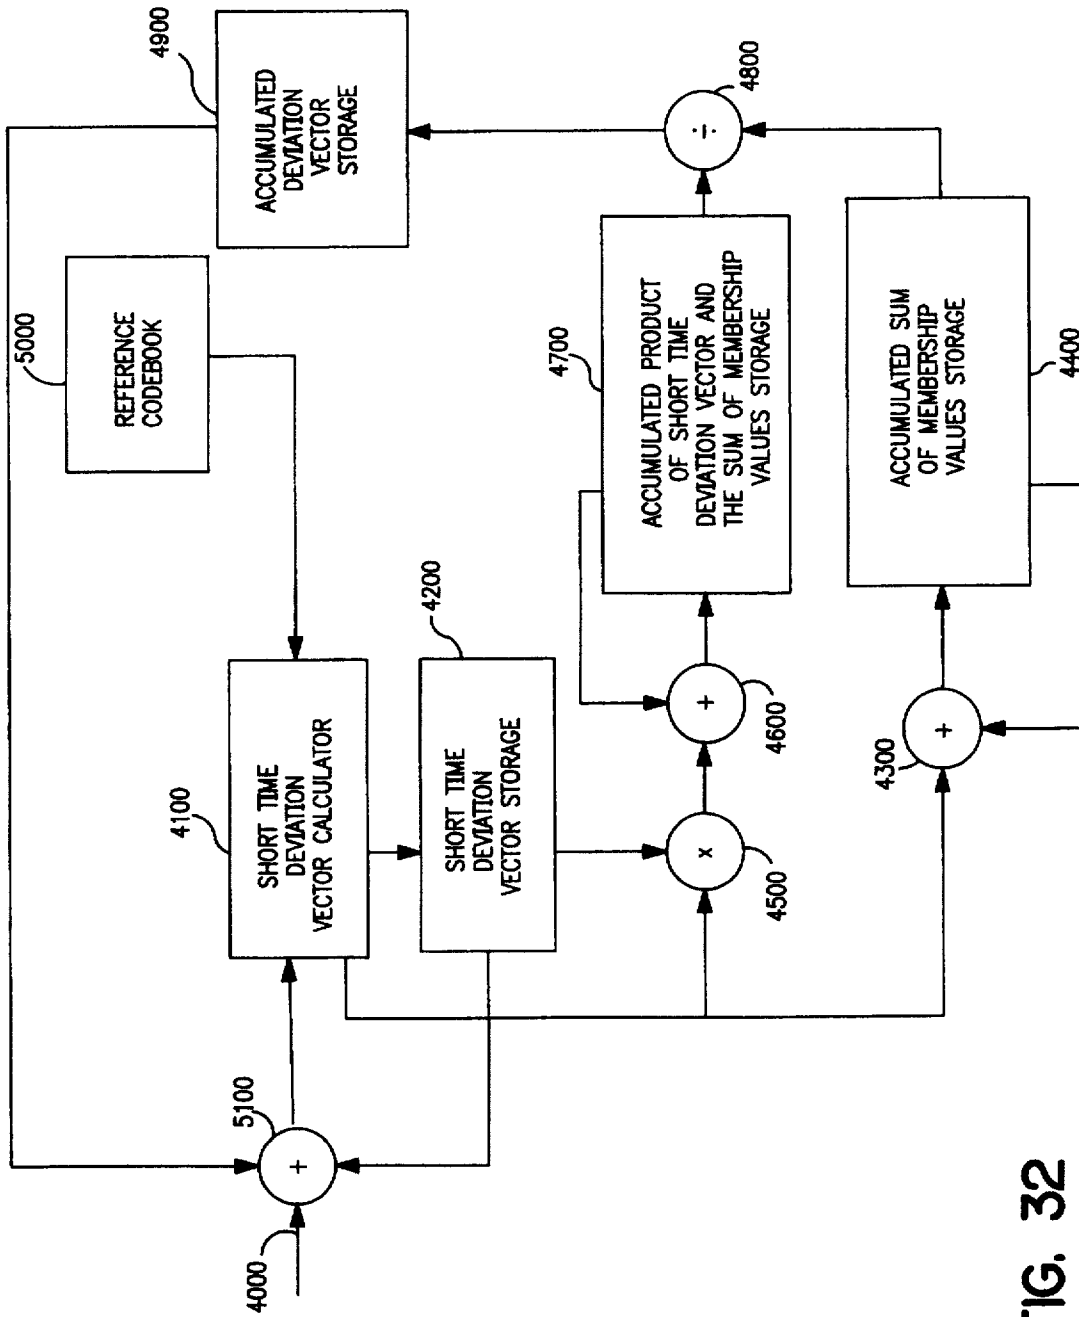 5000
REFERENCE
CODEBOOK
4900
ACCUMULATED
DEVIATION
VECTOR
STORAGE
4100
SHORT TIME
DEVIATION
VECTOR CALCULATOR
5100
+
4000
4200
SHORT TIME
DEVIATION
VECTOR STORAGE
4700
ACCUMULATED PRODUCT
OF SHORT TIME
DEVIATION VECTOR AND
THE SUM OF MEMBERSHIP
VALUES STORAGE
÷
4800
×
4500
+
4600
4300
+
ACCUMULATED SUM
OF MEMBERSHIP
VALUES STORAGE
4400
FIG. 32